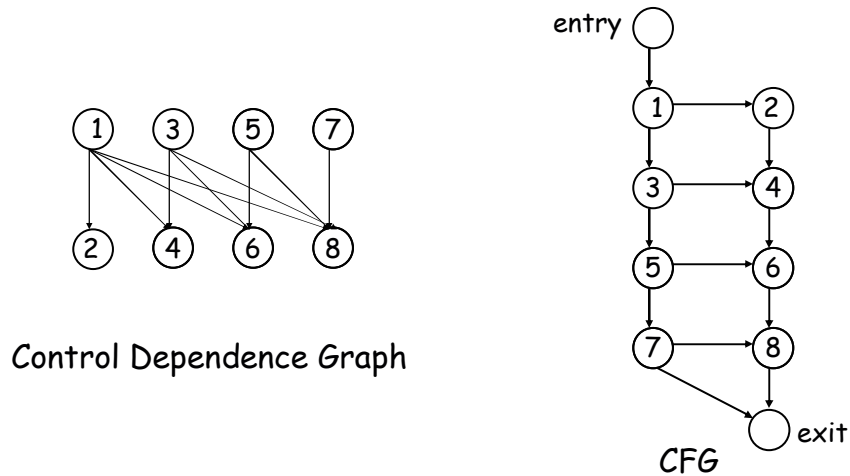 entry
1 3 5 7
2 4 6 8
Control Dependence Graph
1 2
3 4
5 6
7 8
exit
CFG